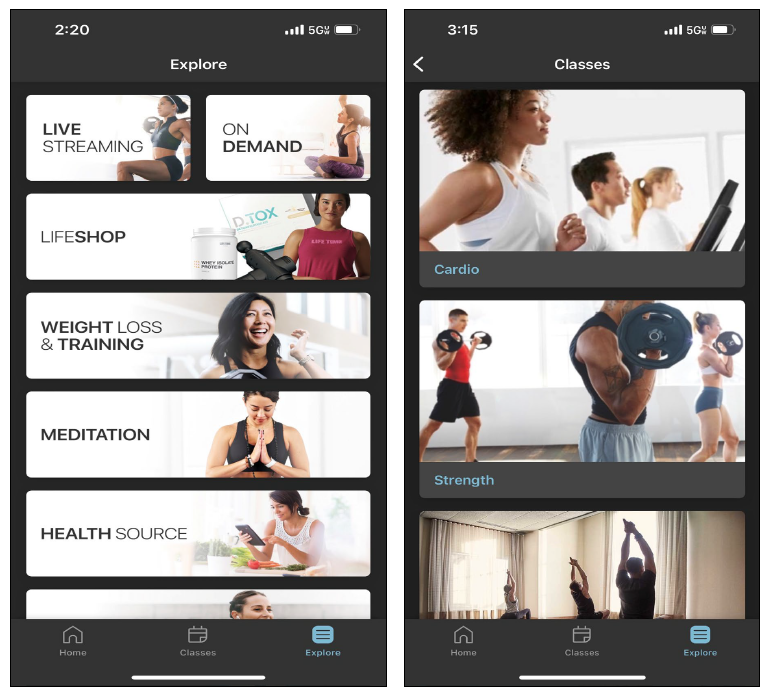 2:20
5G
Explore
LIVE
STREAMING
ON
DEMAND
LIFESHOP
D.TOX
WHEY ISOLATE
PROTEIN
LIFE TIME
WEIGHT LOSS
& TRAINING
MEDITATION
HEALTH SOURCE
Home
Classes
Explore
3:15
5G
Classes
Cardio
Strength
Home
Classes
Explore